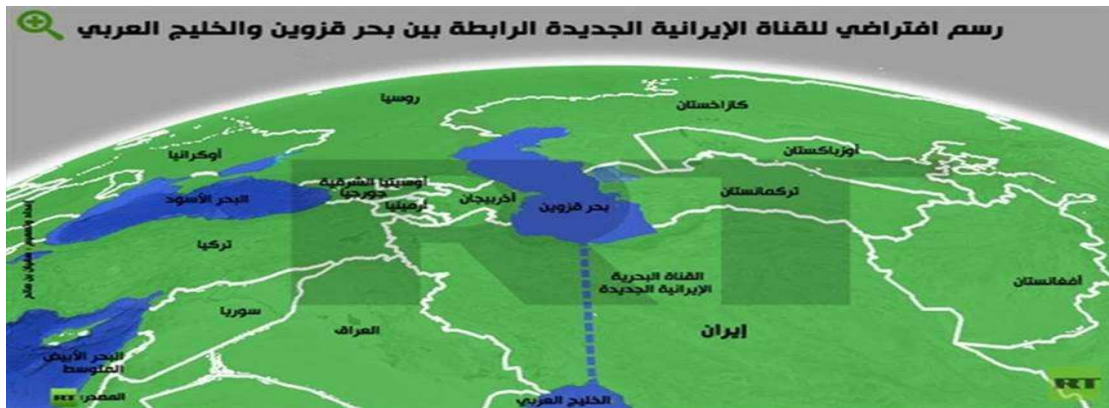 رسم افتراضي للقناة الإيرانية الجديدة الرابطة بين بحر قزوين والخليج العربي
روسيا
كازاخستان
أوكرانيا
أوزباكستان
أوسيتيا الشرقية
جورجيا
أرمينيا
أذربيجان
تركمانستان
البحر الأسود
بحر قزوين
تركيا
القناة البحرية
الإيرانية الجديدة
أفغانستان
سوريا
العراق
إيران
البحر الأبيض
المتوسط
الخليج العربي
المصدر: RT
RT
RT